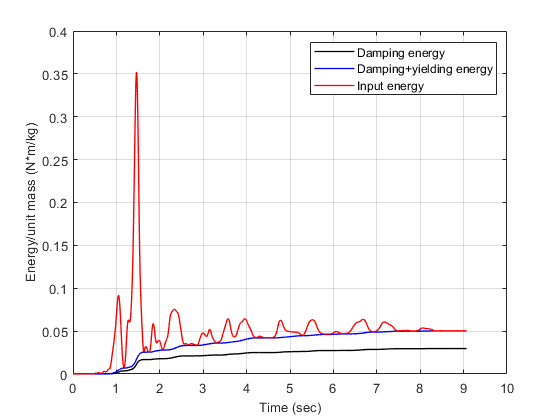 0.4
0.35
0.3
0.25
0.2
0.15
0.1
0.05
0
Energy/unit mass (N*m/kg)
Damping energy
Damping+yielding energy
Input energy
0 1 2 3 4 5 6 7 8 9 10
Time (sec)